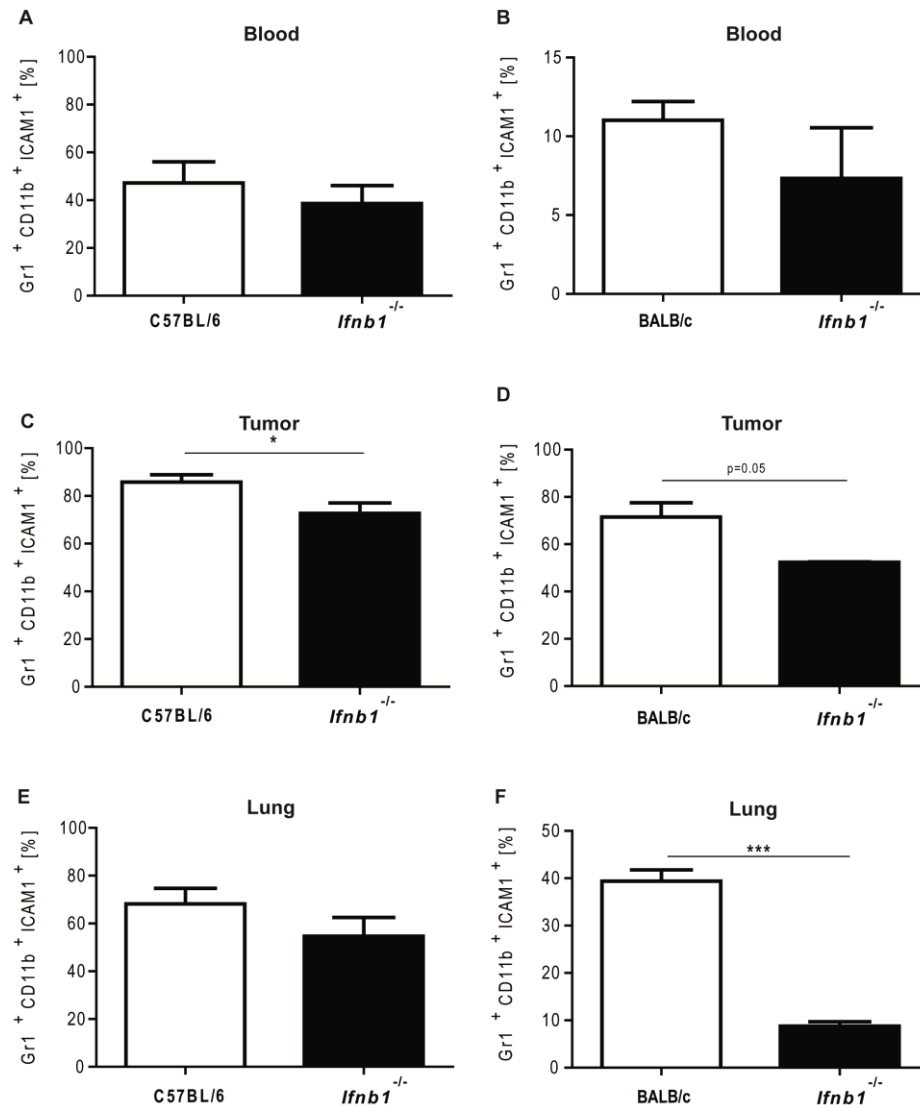 A
Blood
Gr1 + CD11b + ICAM1 + [%]
100
80
60
40
20
0
C57BL/6
Ifnb1 -/-
B
Blood
Gr1 + CD11b + ICAM1 + [%]
15
10
5
0
BALB/c
Ifnb1 -/-
C
Tumor
*
Gr1 + CD11b + ICAM1 + [%]
100
80
60
40
20
0
C57BL/6
Ifnb1 -/-
D
Tumor
p=0.05
Gr1 + CD11b + ICAM1 + [%]
100
80
60
40
20
0
BALB/c
Ifnb1 -/-
E
Lung
Gr1 + CD11b + ICAM1 + [%]
100
80
60
40
20
0
C57BL/6
Ifnb1 -/-
F
Lung
***
Gr1 + CD11b + ICAM1 + [%]
50
40
30
20
10
0
BALB/c
Ifnb1 -/-